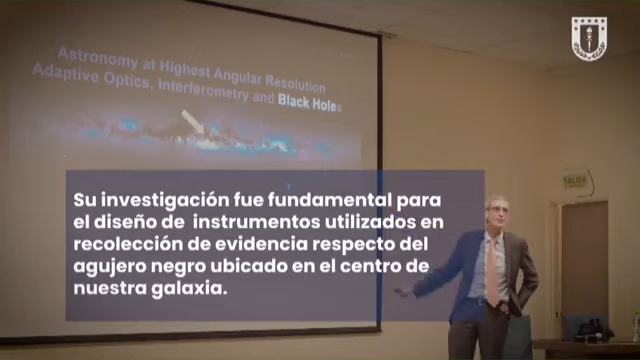 Astronomy at Highest Angular Resolution
Adaptive Optics, Interferometry and Black Holes
Su investigación fue fundamental para
el diseño de instrumentos utilizados en
recolección de evidencia respecto del
agujero negro ubicado en el centro de
nuestra galaxia.
SALIDA